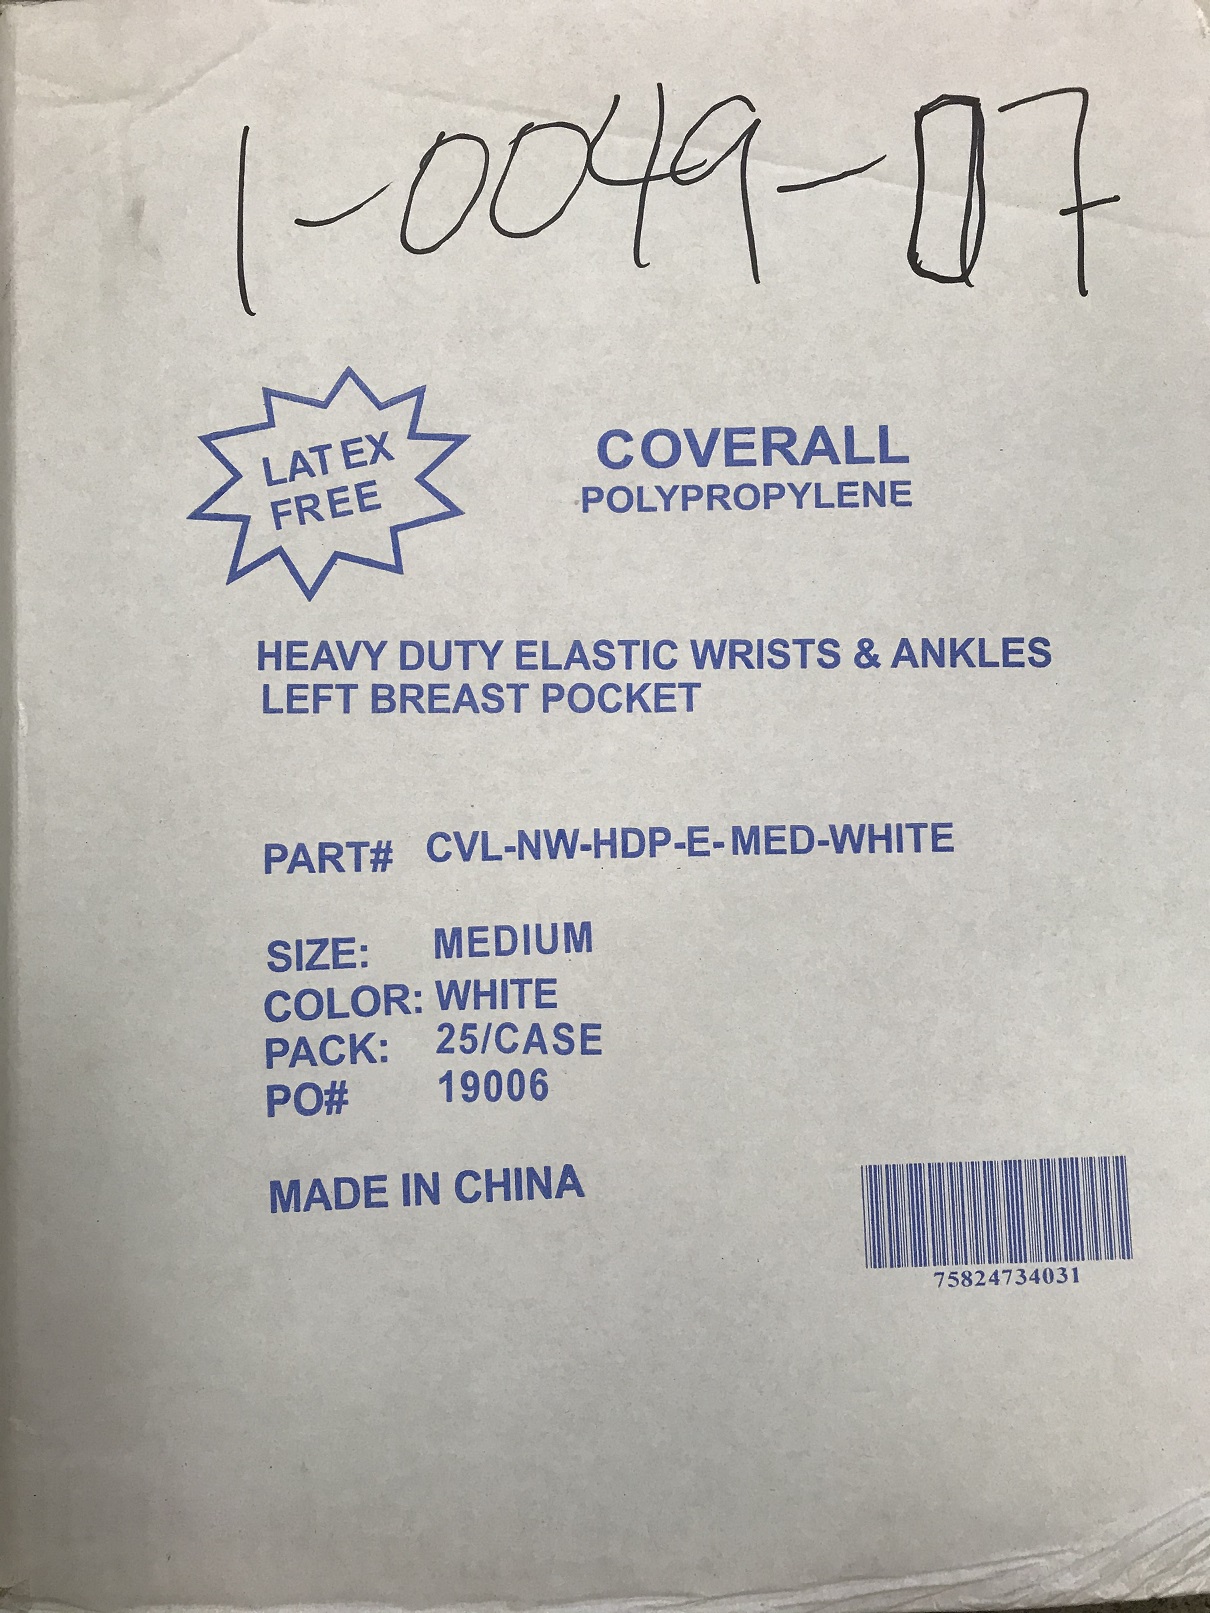 1-0049-07
LATEX
FREE
COVERALL
POLYPROPYLENE
HEAVY DUTY ELASTIC WRISTS & ANKLES
LEFT BREAST POCKET
PART# CVL-NW-HDP-E-MED-WHITE
SIZE: MEDIUM
COLOR: WHITE
PACK: 25/CASE
PO# 19006
MADE IN CHINA
75824734031